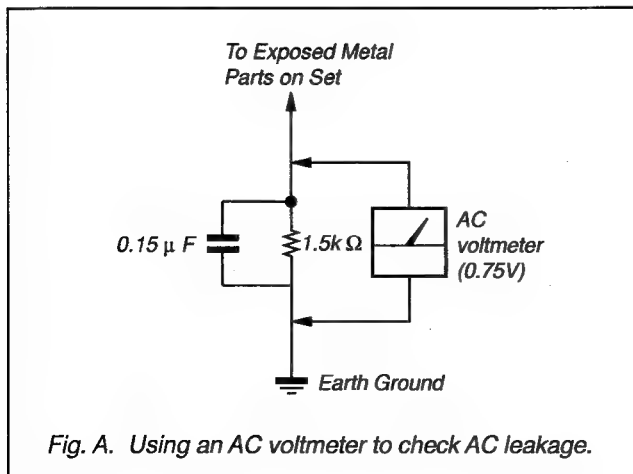 To Exposed Metal
Parts on Set
0.15 μ F
1.5k Ω
AC
voltmeter
(0.75V)
Earth Ground
Fig. A. Using an AC voltmeter to check AC leakage.